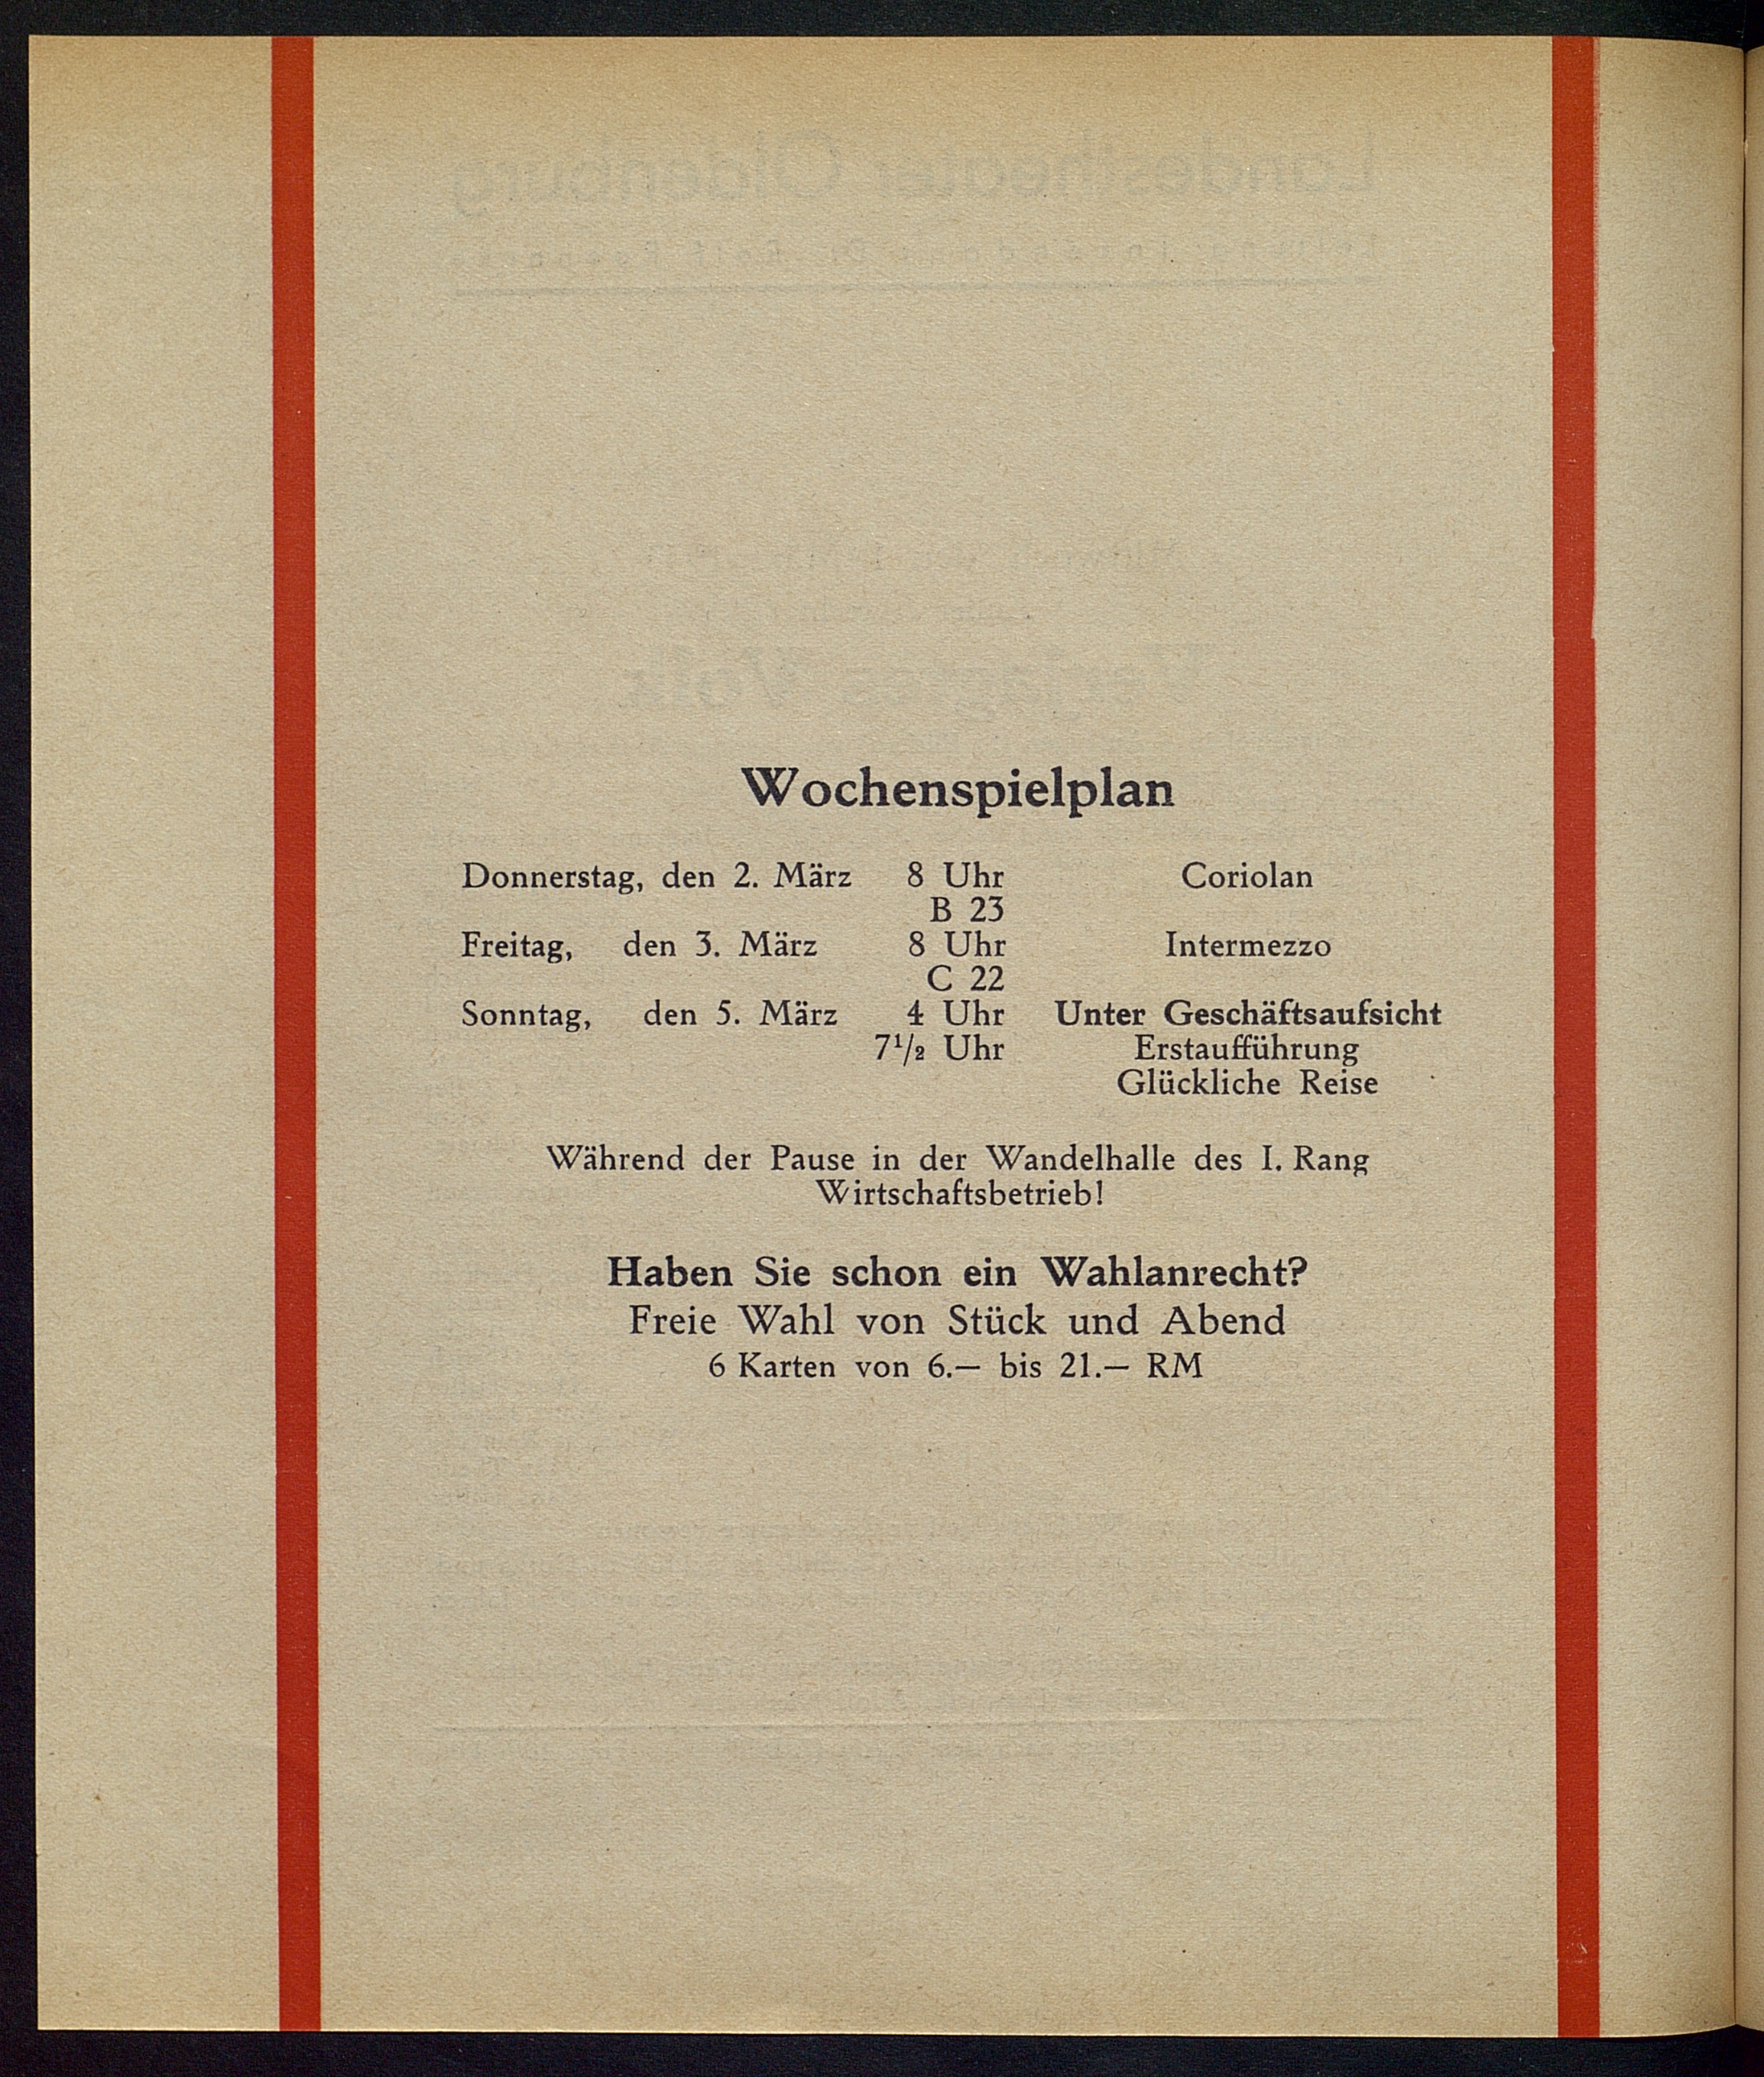 Wochenspielplan
Donnerstag, den 2. März 8 Uhr Coriolan
B 23
Freitag, den 3. März 8 Uhr Intermezzo
C 22
Sonntag, den 5. März 4 Uhr Unter Geschäftsaufsicht
7½ Uhr Erstaufführung
Glückliche Reise
Während der Pause in der Wandelhalle des I. Rang
Wirtschaftsbetrieb!
Haben Sie schon ein Wahlanrecht?
Freie Wahl von Stück und Abend
6 Karten von 6.— bis 21.— RM